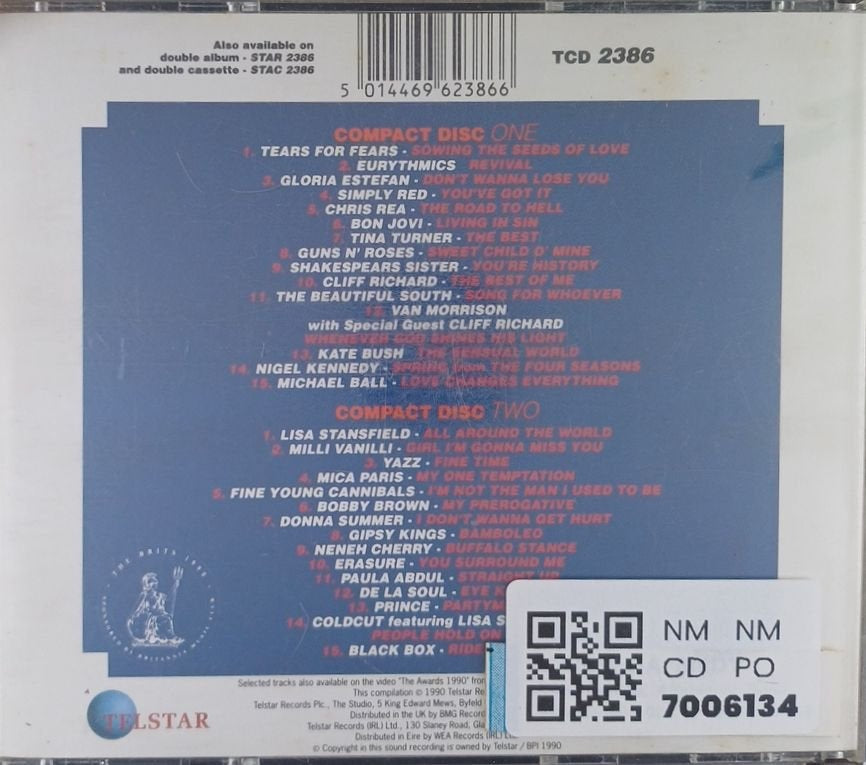 Also available on
double album - STAR 2386
and double cassette - STAC 2386
5 014469 623866
TCD 2386
COMPACT DISC ONE
1. TEARS FOR FEARS - SOWING THE SEEDS OF LOVE
2. EURYTHMICS REVIVAL
3. GLORIA ESTEFAN - DON'T WANNA LOSE YOU
4. SIMPLY RED - YOU'VE GOT IT
5. CHRIS REA - THE ROAD TO HELL
6. BON JOVI - LIVING IN SIN
7. TINA TURNER - THE BEST
8. GUNS N' ROSES - SWEET CHILD O' MINE
9. SHAKESPEARS SISTER - YOU'RE HISTORY
10. CLIFF RICHARD - THE BEST OF ME
11. THE BEAUTIFUL SOUTH - SONG FOR WHOEVER
12. VAN MORRISON
with Special Guest CLIFF RICHARD
WHENEVER GOD SHINES HIS LIGHT
13. KATE BUSH THE SENSUAL WORLD
14. NIGEL KENNEDY - SPRING from THE FOUR SEASONS
15. MICHAEL BALL - LOVE CHANGES EVERYTHING
COMPACT DISC TWO
1. LISA STANSFIELD - ALL AROUND THE WORLD
2. MILLI VANILLI - GIRL I'M GONNA MISS YOU
3. YAZZ - FINE TIME
4. MICA PARIS - MY ONE TEMPTATION
5. FINE YOUNG CANNIBALS - I'M NOT THE MAN I USED TO BE
6. BOBBY BROWN - MY PREROGATIVE
7. DONNA SUMMER - I DON'T WANNA GET HURT
8. GIPSY KINGS - BAMBOLEO
9. NENEH CHERRY - BUFFALO STANCE
10. ERASURE - YOU SURROUND ME
11. PAULA ABDUL - STRAIGHT UP
12. DE LA SOUL - EYE K
13. PRINCE - PARTYM
14. COLDCUT featuring LISA S
PEOPLE HOLD ON
15. BLACK BOX - RIDE
THE BRITS 1990
NM NM
CD PO
7006134
TELSTAR
Selected tracks also available on the video "The Awards 1990" from
This compilation © 1990 Telstar Re
Telstar Records Plc., The Studio, 5 King Edward Mews, Byfeld
Distributed in the UK by BMG Record
Telstar Records (IRL) Ltd., 130 Slaney Road, Gla
Distributed in Eire by WEA Records (IRL) Lt
© Copyright in this sound recording is owned by Telstar / BPI 1990